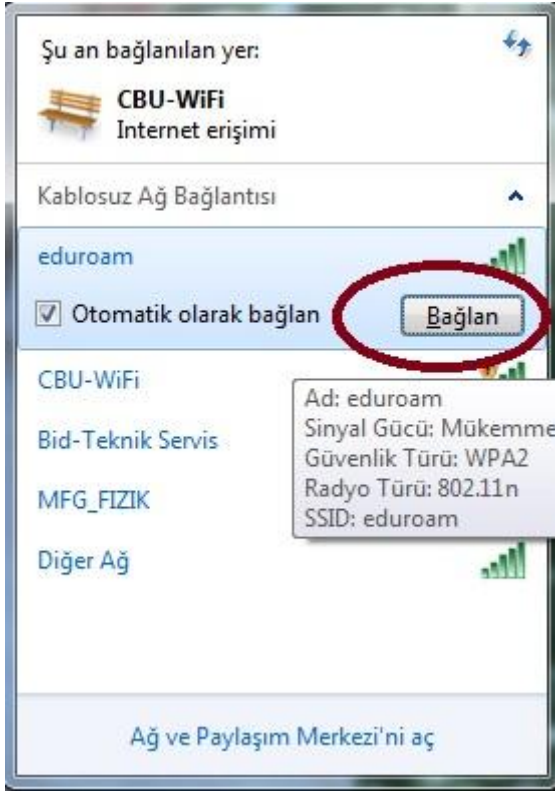 Şu an bağlanılan yer:
CBU-WiFi
Internet erişimi
Kablosuz Ağ Bağlantısı
eduroam
Otomatik olarak bağlan
Bağlan
CBU-WiFi
Bid-Teknik Servis
MFG_FIZIK
Diğer Ağ
Ad: eduroam
Sinyal Gücü: Mükemme
Güvenlik Türü: WPA2
Radyo Türü: 802.11n
SSID: eduroam
Ağ ve Paylaşım Merkezi'ni aç